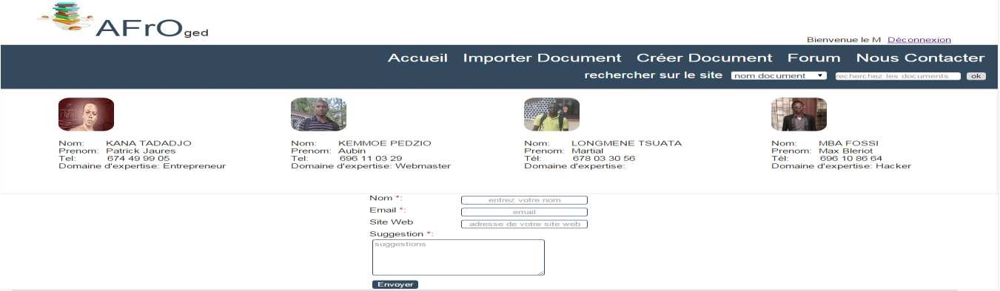 AFrOged
Bienvenue le M Déconnexion
Accueil Importer Document Créer Document Forum Nous Contacter
rechercher sur le site nom document recherchez les documents ok
Nom: KANA TADADJO
Prenom: Patrick Jaures
Tel: 674 49 99 05
Domaine d'expertise: Entrepreneur
Nom: KEMMOE PEDZIO
Prenom: Aubin
Tel: 696 11 03 29
Domaine d'expertise: Webmaster
Nom: LONGMENE TSUATA
Prenom: Martial
Tél: 678 03 30 56
Domaine d'expertise:
Nom: MBA FOSSI
Prenom: Max Bleriot
Tél: 696 10 86 64
Domaine d'expertise: Hacker
Nom *: entrez votre nom
Email *: email
Site Web adresse de votre site web
Suggestion *:
suggestions
Envoyer